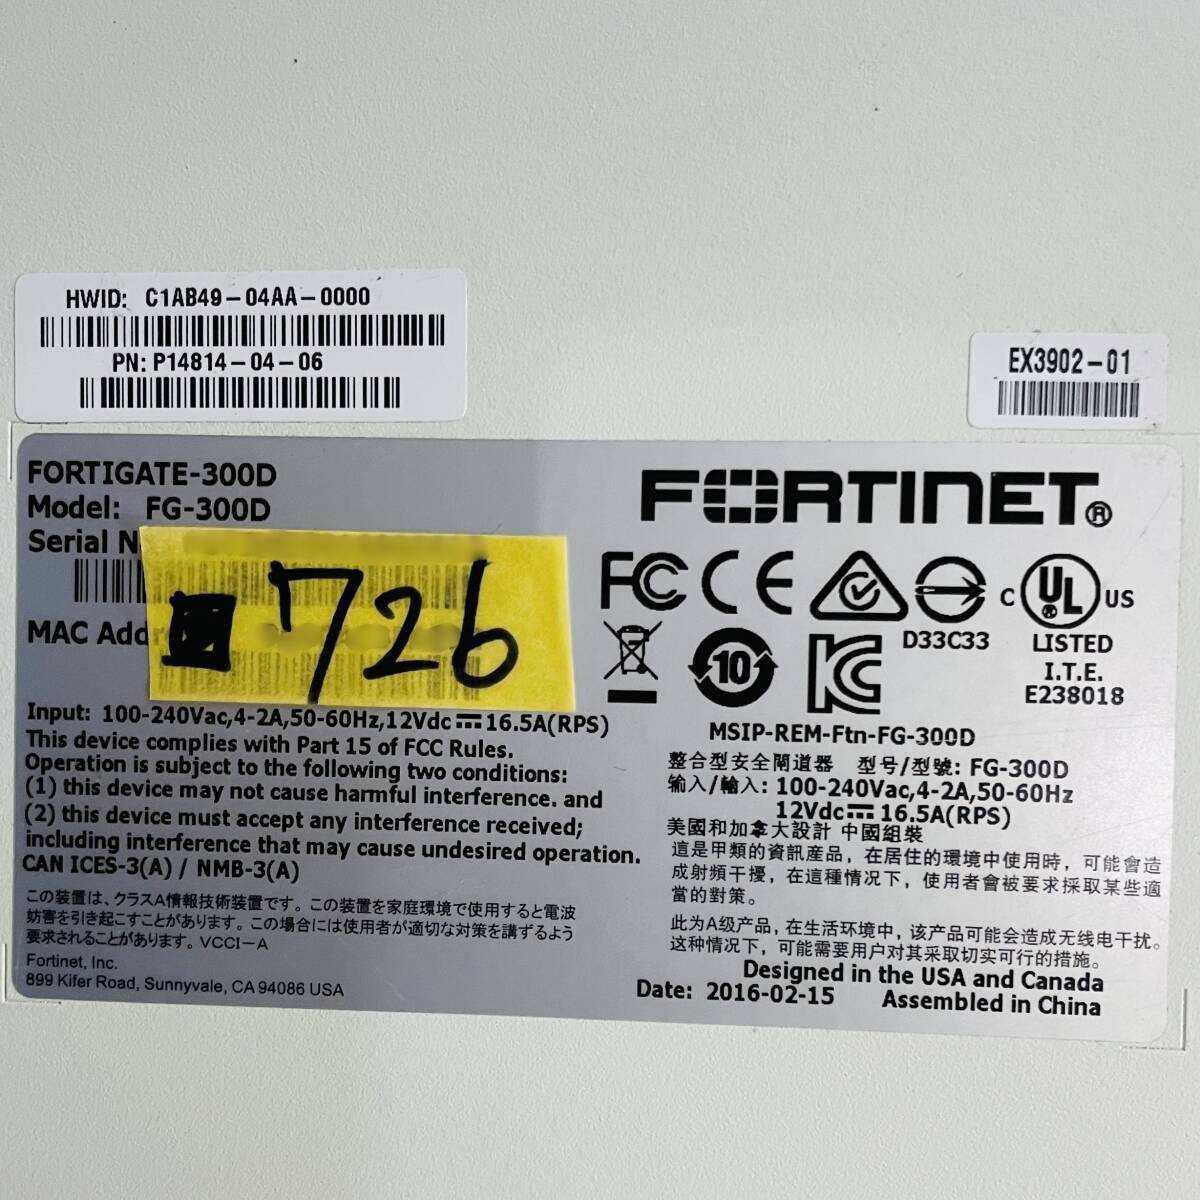 HWID: C1AB49-04AA-0000
PN: P14814-04-06
EX3902-01
FORTIGATE-300D
Model: FG-300D
Serial N
MAC Addr
726
Input: 100-240Vac,4-2A,50-60Hz,12Vdc⎓16.5A(RPS)
This device complies with Part 15 of FCC Rules.
Operation is subject to the following two conditions:
(1) this device may not cause harmful interference. and
(2) this device must accept any interference received;
including interference that may cause undesired operation.
CAN ICES-3(A) / NMB-3(A)
この装置は、クラスA情報技術装置です。この装置を家庭環境で使用すると電波
妨害を引き起こすことがあります。この場合には使用者が適切な対策を講ずるよう
要求されることがあります。VCCI-A
Fortinet, Inc.
899 Kifer Road, Sunnyvale, CA 94086 USA
FORTINET®
FC CE
C UL® US
D33C33
LISTED
I.T.E.
E238018
10
MSIP-REM-Ftn-FG-300D
整合型安全閘道器 型号/型號: FG-300D
输入/輸入: 100-240Vac,4-2A,50-60Hz
12Vdc⎓16.5A(RPS)
美國和加拿大設計 中國組裝
這是甲類的資訊産品，在居住的環境中使用時，可能會造
成射頻干擾，在這種情况下，使用者會被要求採取某些適
當的對策。
此为A级产品，在生活环境中，该产品可能会造成无线电干扰。
这种情况下，可能需要用户对其采取切实可行的措施。
Designed in the USA and Canada
Date: 2016-02-15 Assembled in China